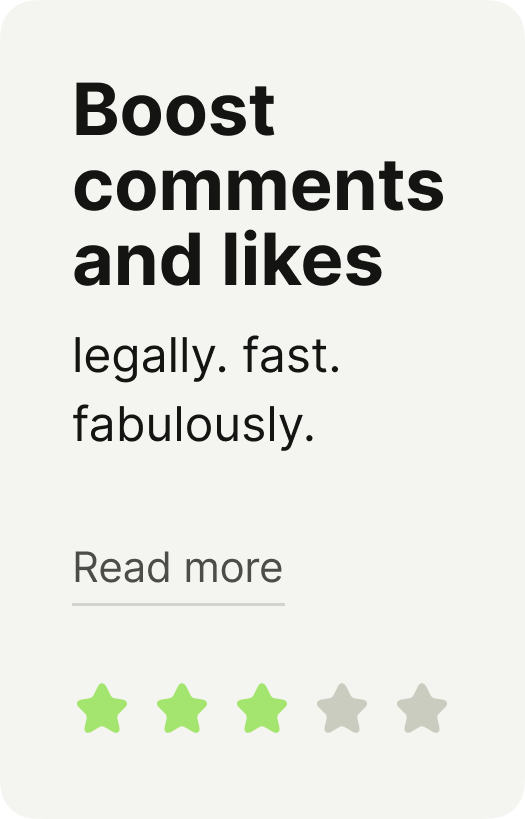 Boost
comments
and likes
legally. fast.
fabulously.
Read more